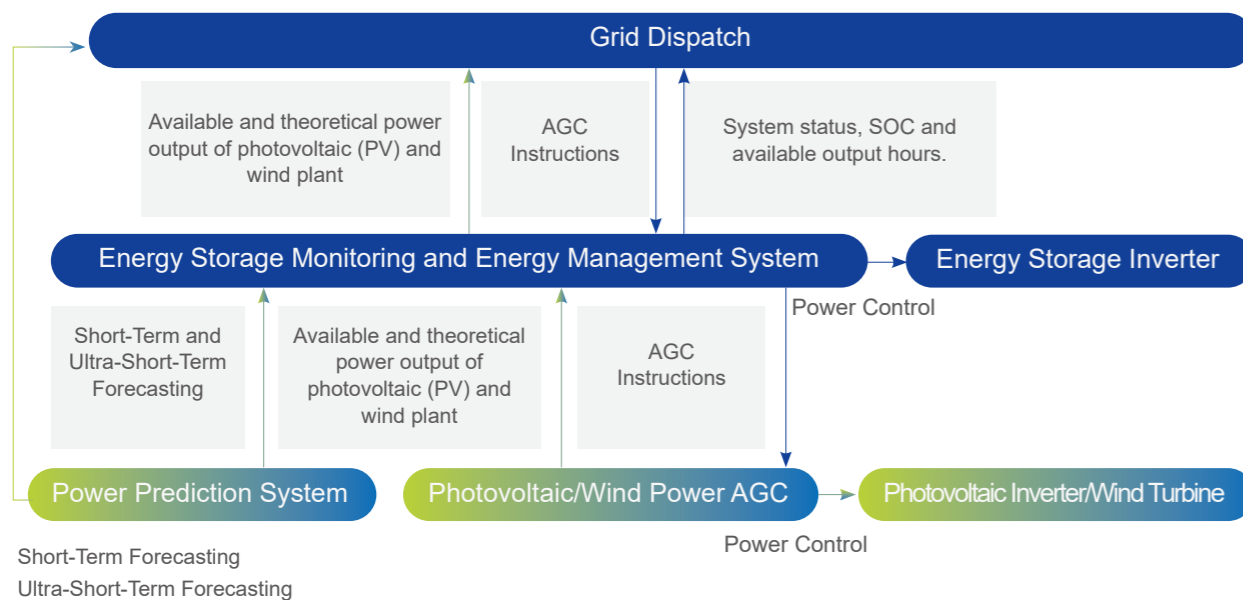 Grid Dispatch
Available and theoretical power
output of photovoltaic (PV) and
wind plant
AGC
Instructions
System status, SOC and
available output hours.
Energy Storage Monitoring and Energy Management System
Energy Storage Inverter
Power Control
Short-Term and
Ultra-Short-Term
Forecasting
Available and theoretical
power output of
photovoltaic (PV) and
wind plant
AGC
Instructions
Power Prediction System
Photovoltaic/Wind Power AGC
Photovoltaic Inverter/Wind Turbine
Power Control
Short-Term Forecasting
Ultra-Short-Term Forecasting